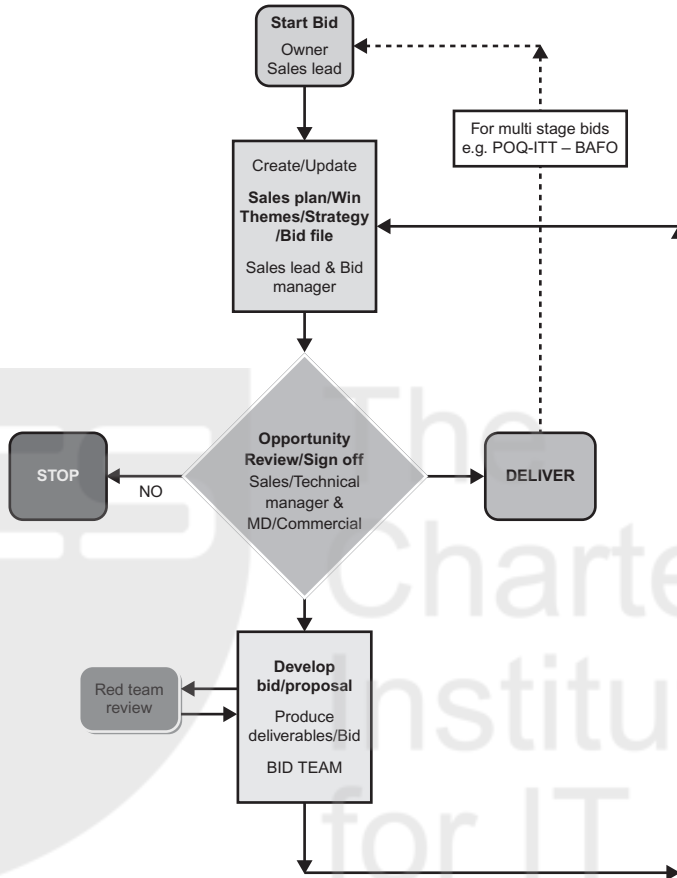 Start Bid
Owner
Sales lead
For multi stage bids
e.g. POQ-ITT – BAFO
Create/Update
Sales plan/Win
Themes/Strategy
/Bid file
Sales lead & Bid
manager
Opportunity
Review/Sign off
Sales/Technical
manager &
MD/Commercial
STOP
NO
DELIVER
Develop
bid/proposal
Produce
deliverables/Bid
BID TEAM
Red team
review
The
Charte
Institu
for IT